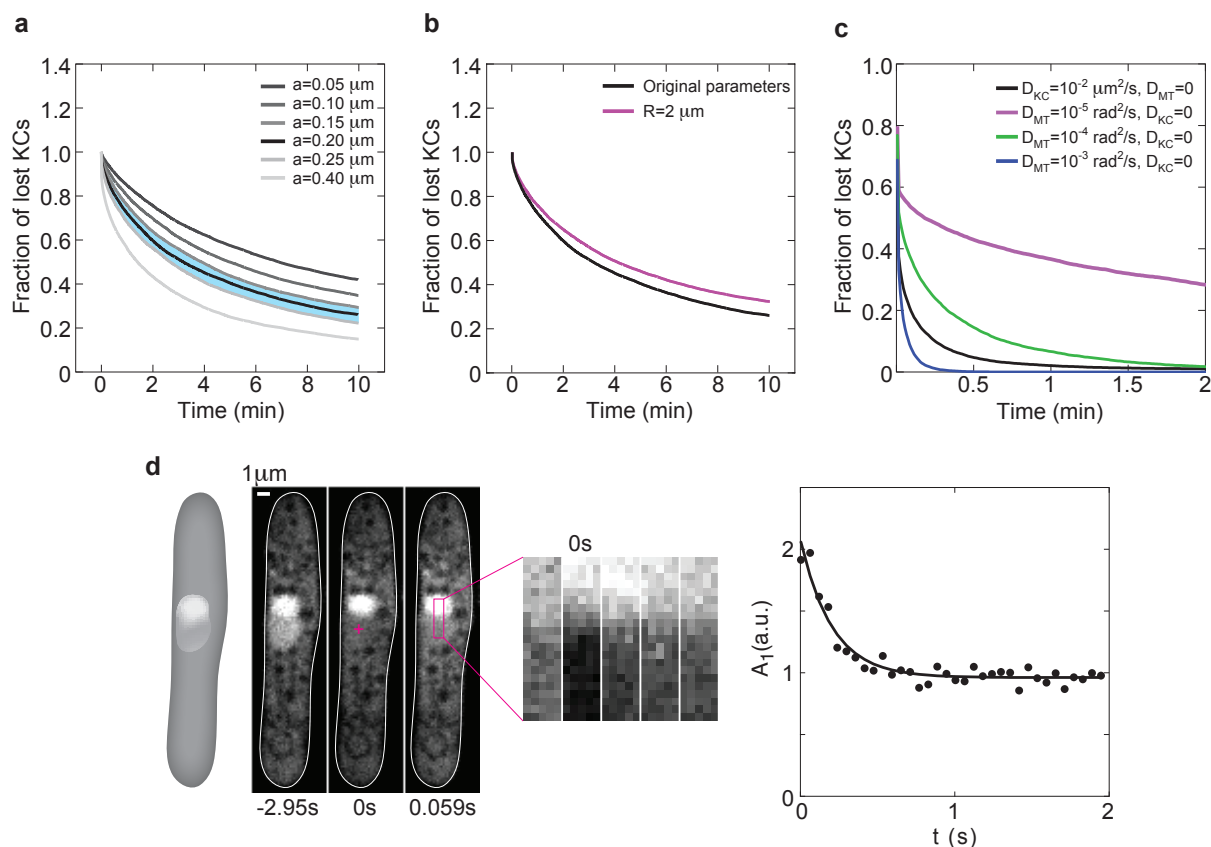 a
Fraction of lost KCs
1.4
1.2
1.0
0.8
0.6
0.4
0.2
0
0 2 4 6 8 10
Time (min)
a=0.05 μm
a=0.10 μm
a=0.15 μm
a=0.20 μm
a=0.25 μm
a=0.40 μm
b
Fraction of lost KCs
1.4
1.2
1.0
0.8
0.6
0.4
0.2
0
0 2 4 6 8 10
Time (min)
Original parameters
R=2 μm
c
Fraction of lost KCs
1.0
0.8
0.6
0.4
0.2
0
0.5 1 1.5 2
Time (min)
D_KC=10^-2 μm^2/s, D_MT=0
D_MT=10^-5 rad^2/s, D_KC=0
D_MT=10^-4 rad^2/s, D_KC=0
D_MT=10^-3 rad^2/s, D_KC=0
d
1μm
-2.95s 0s 0.059s
0s
A_1(a.u.)
2
1
0
0 1 2
t (s)